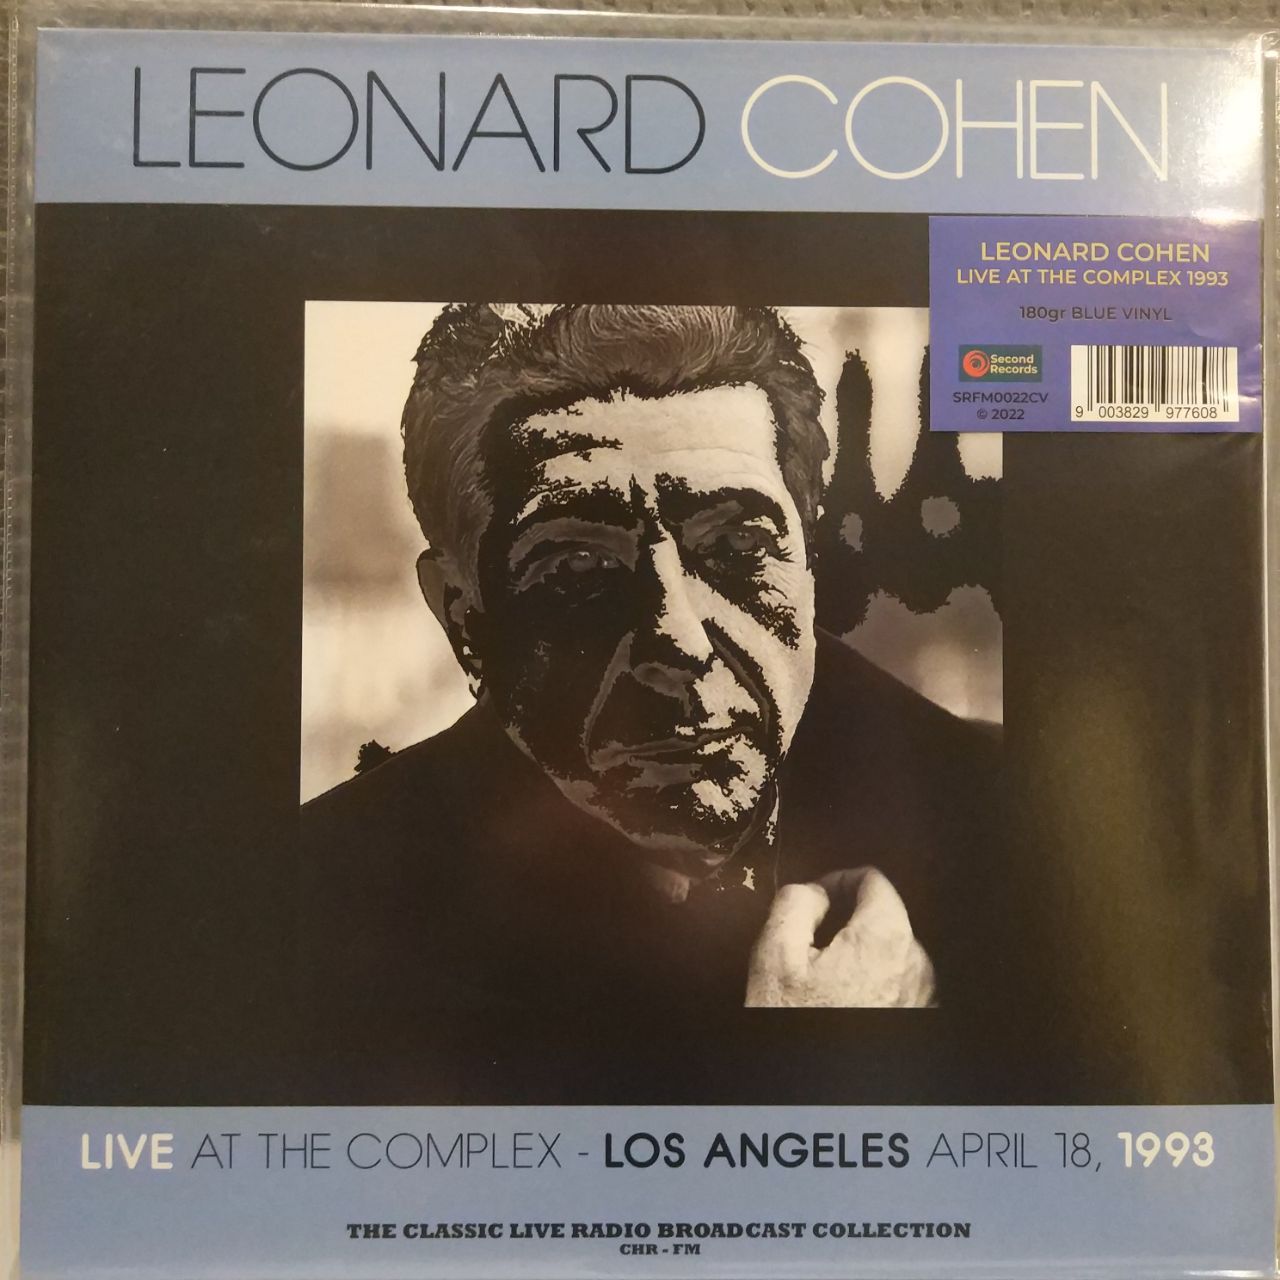 LEONARD COHEN
LEONARD COHEN
LIVE AT THE COMPLEX 1993
180gr BLUE VINYL
Second
Records
SRFM0022CV
© 2022
9 003829 977608
LIVE AT THE COMPLEX - LOS ANGELES APRIL 18, 1993
THE CLASSIC LIVE RADIO BROADCAST COLLECTION
CHR - FM